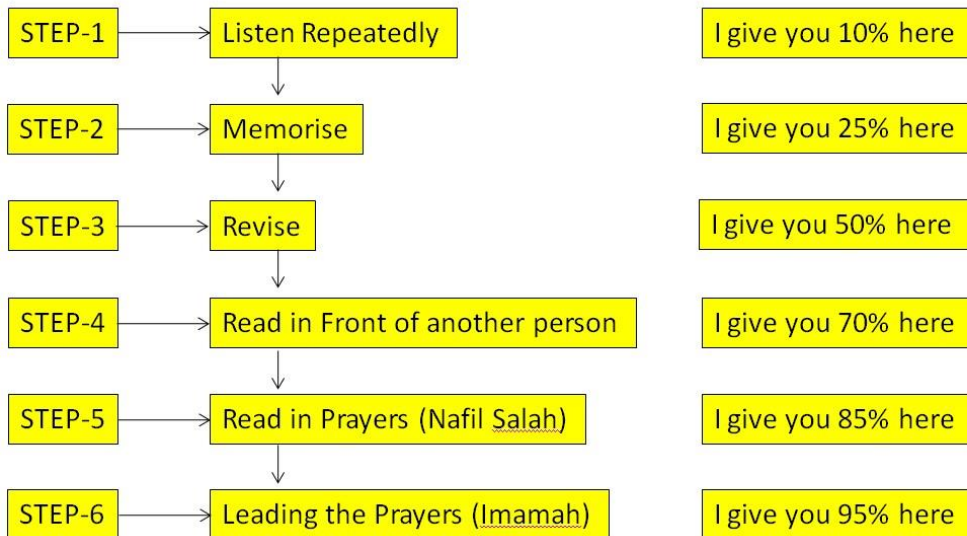 STEP-1 Listen Repeatedly I give you 10% here
STEP-2 Memorise I give you 25% here
STEP-3 Revise I give you 50% here
STEP-4 Read in Front of another person I give you 70% here
STEP-5 Read in Prayers (Nafil Salah) I give you 85% here
STEP-6 Leading the Prayers (Imamah) I give you 95% here